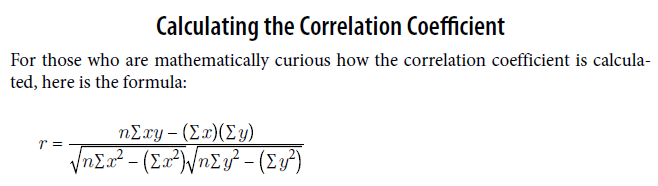 Calculating the Correlation Coefficient
For those who are mathematically curious how the correlation coefficient is calcula-
ted, here is the formula:
r = nΣxy – (Σx)(Σy) / √nΣx² – (Σx²)√nΣy² – (Σy²)